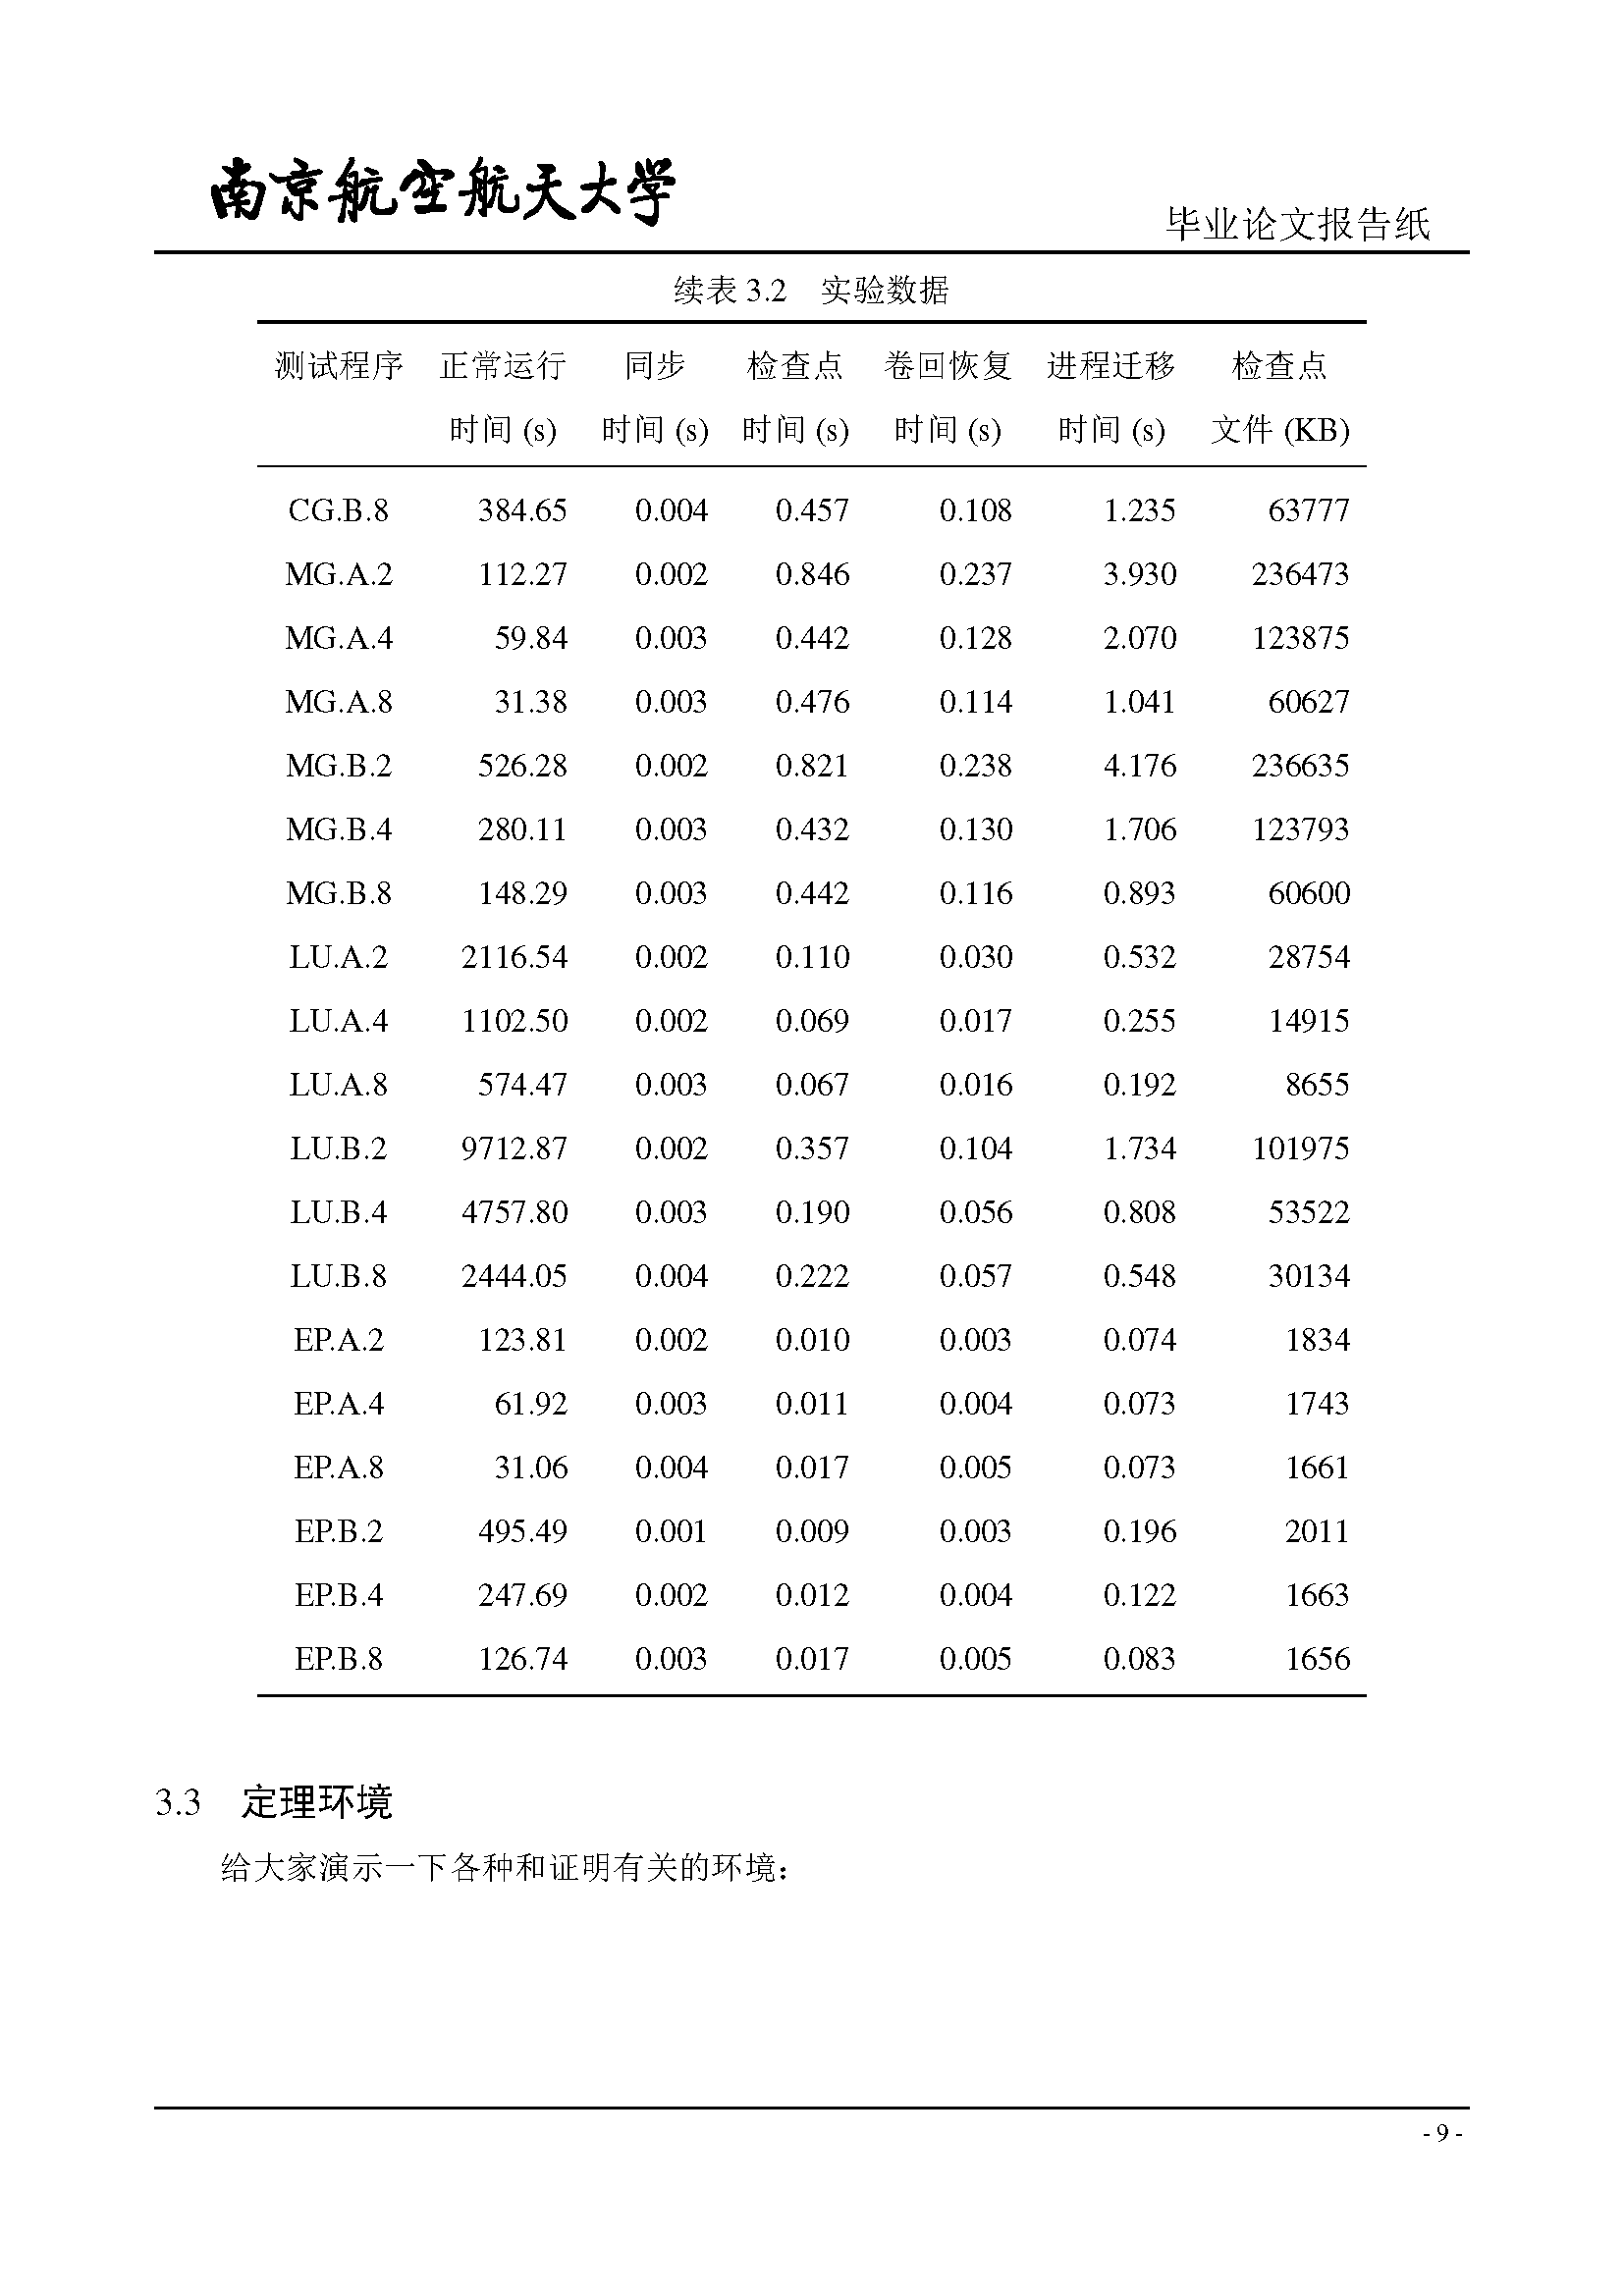 南京航空航天大学
毕业论文报告纸
续表 3.2 实验数据
测试程序 正常运行 同步 检查点 卷回恢复 进程迁移 检查点
时间 (s) 时间 (s) 时间 (s) 时间 (s) 时间 (s) 文件 (KB)
CG.B.8 384.65 0.004 0.457 0.108 1.235 63777
MG.A.2 112.27 0.002 0.846 0.237 3.930 236473
MG.A.4 59.84 0.003 0.442 0.128 2.070 123875
MG.A.8 31.38 0.003 0.476 0.114 1.041 60627
MG.B.2 526.28 0.002 0.821 0.238 4.176 236635
MG.B.4 280.11 0.003 0.432 0.130 1.706 123793
MG.B.8 148.29 0.003 0.442 0.116 0.893 60600
LU.A.2 2116.54 0.002 0.110 0.030 0.532 28754
LU.A.4 1102.50 0.002 0.069 0.017 0.255 14915
LU.A.8 574.47 0.003 0.067 0.016 0.192 8655
LU.B.2 9712.87 0.002 0.357 0.104 1.734 101975
LU.B.4 4757.80 0.003 0.190 0.056 0.808 53522
LU.B.8 2444.05 0.004 0.222 0.057 0.548 30134
EP.A.2 123.81 0.002 0.010 0.003 0.074 1834
EP.A.4 61.92 0.003 0.011 0.004 0.073 1743
EP.A.8 31.06 0.004 0.017 0.005 0.073 1661
EP.B.2 495.49 0.001 0.009 0.003 0.196 2011
EP.B.4 247.69 0.002 0.012 0.004 0.122 1663
EP.B.8 126.74 0.003 0.017 0.005 0.083 1656
3.3 定理环境
给大家演示一下各种和证明有关的环境：
- 9 -